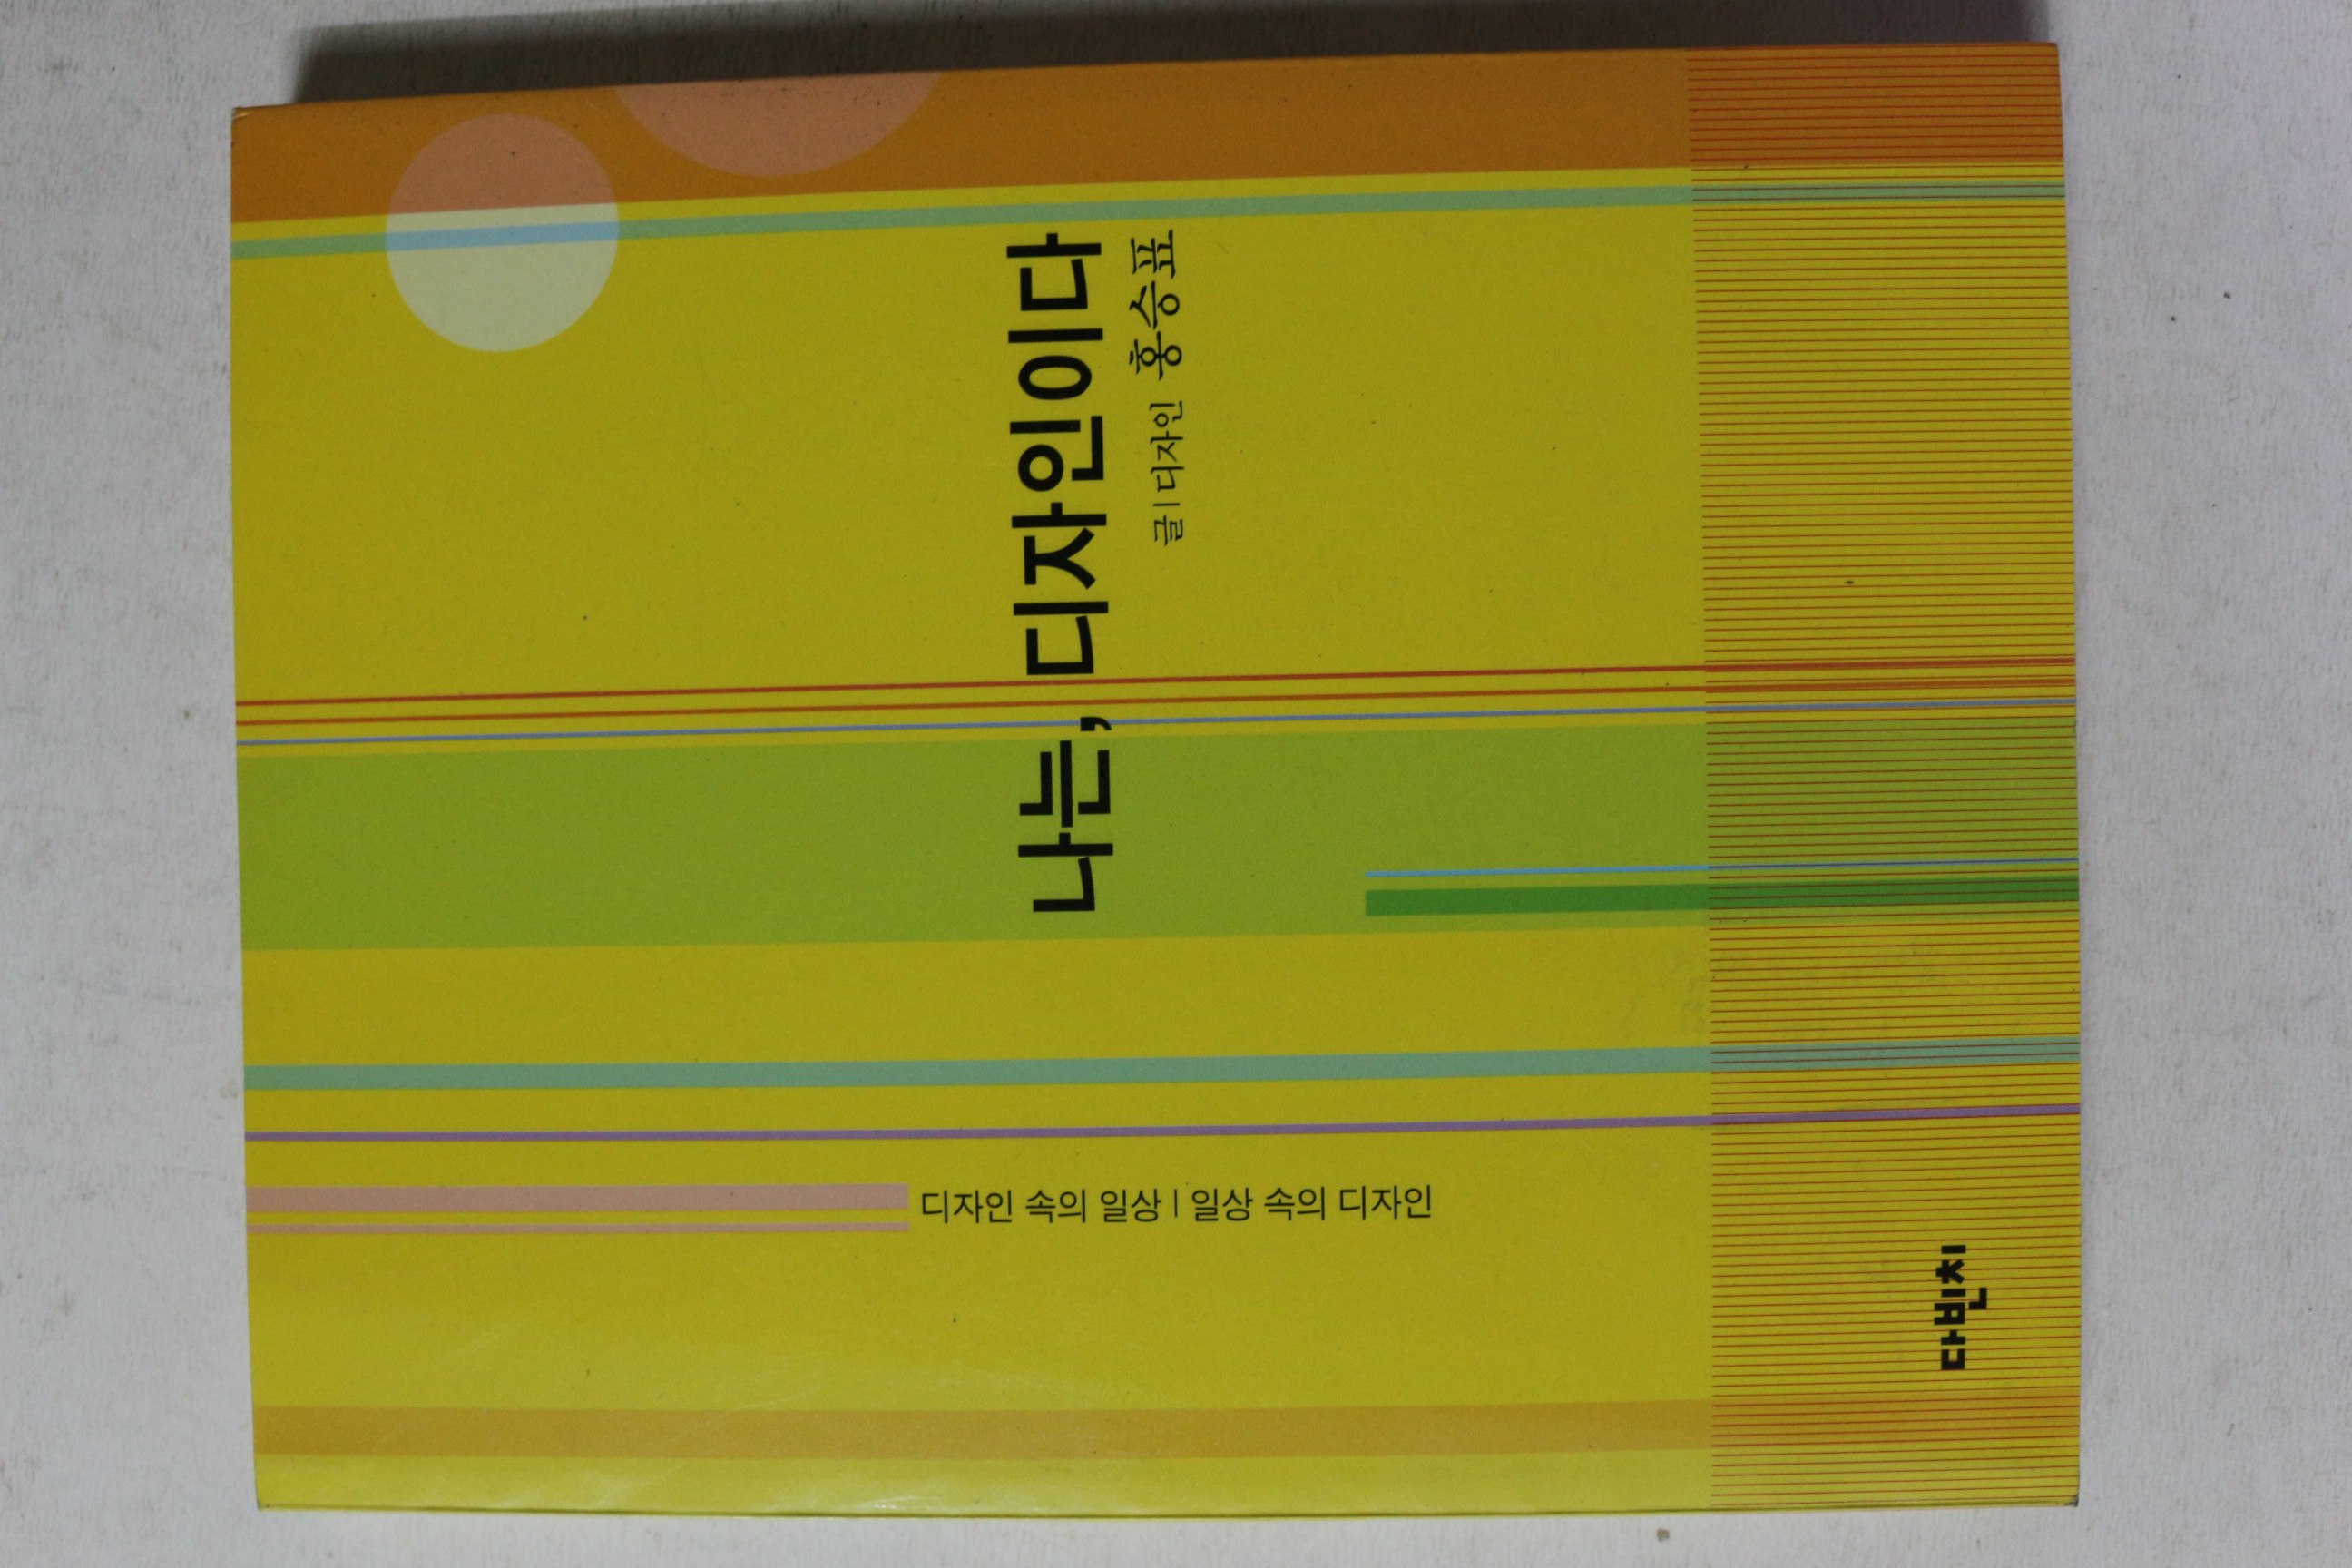 나는, 디자인이다
글 | 디자인 홍승표
디자인 속의 일상 | 일상 속의 디자인
다빈치